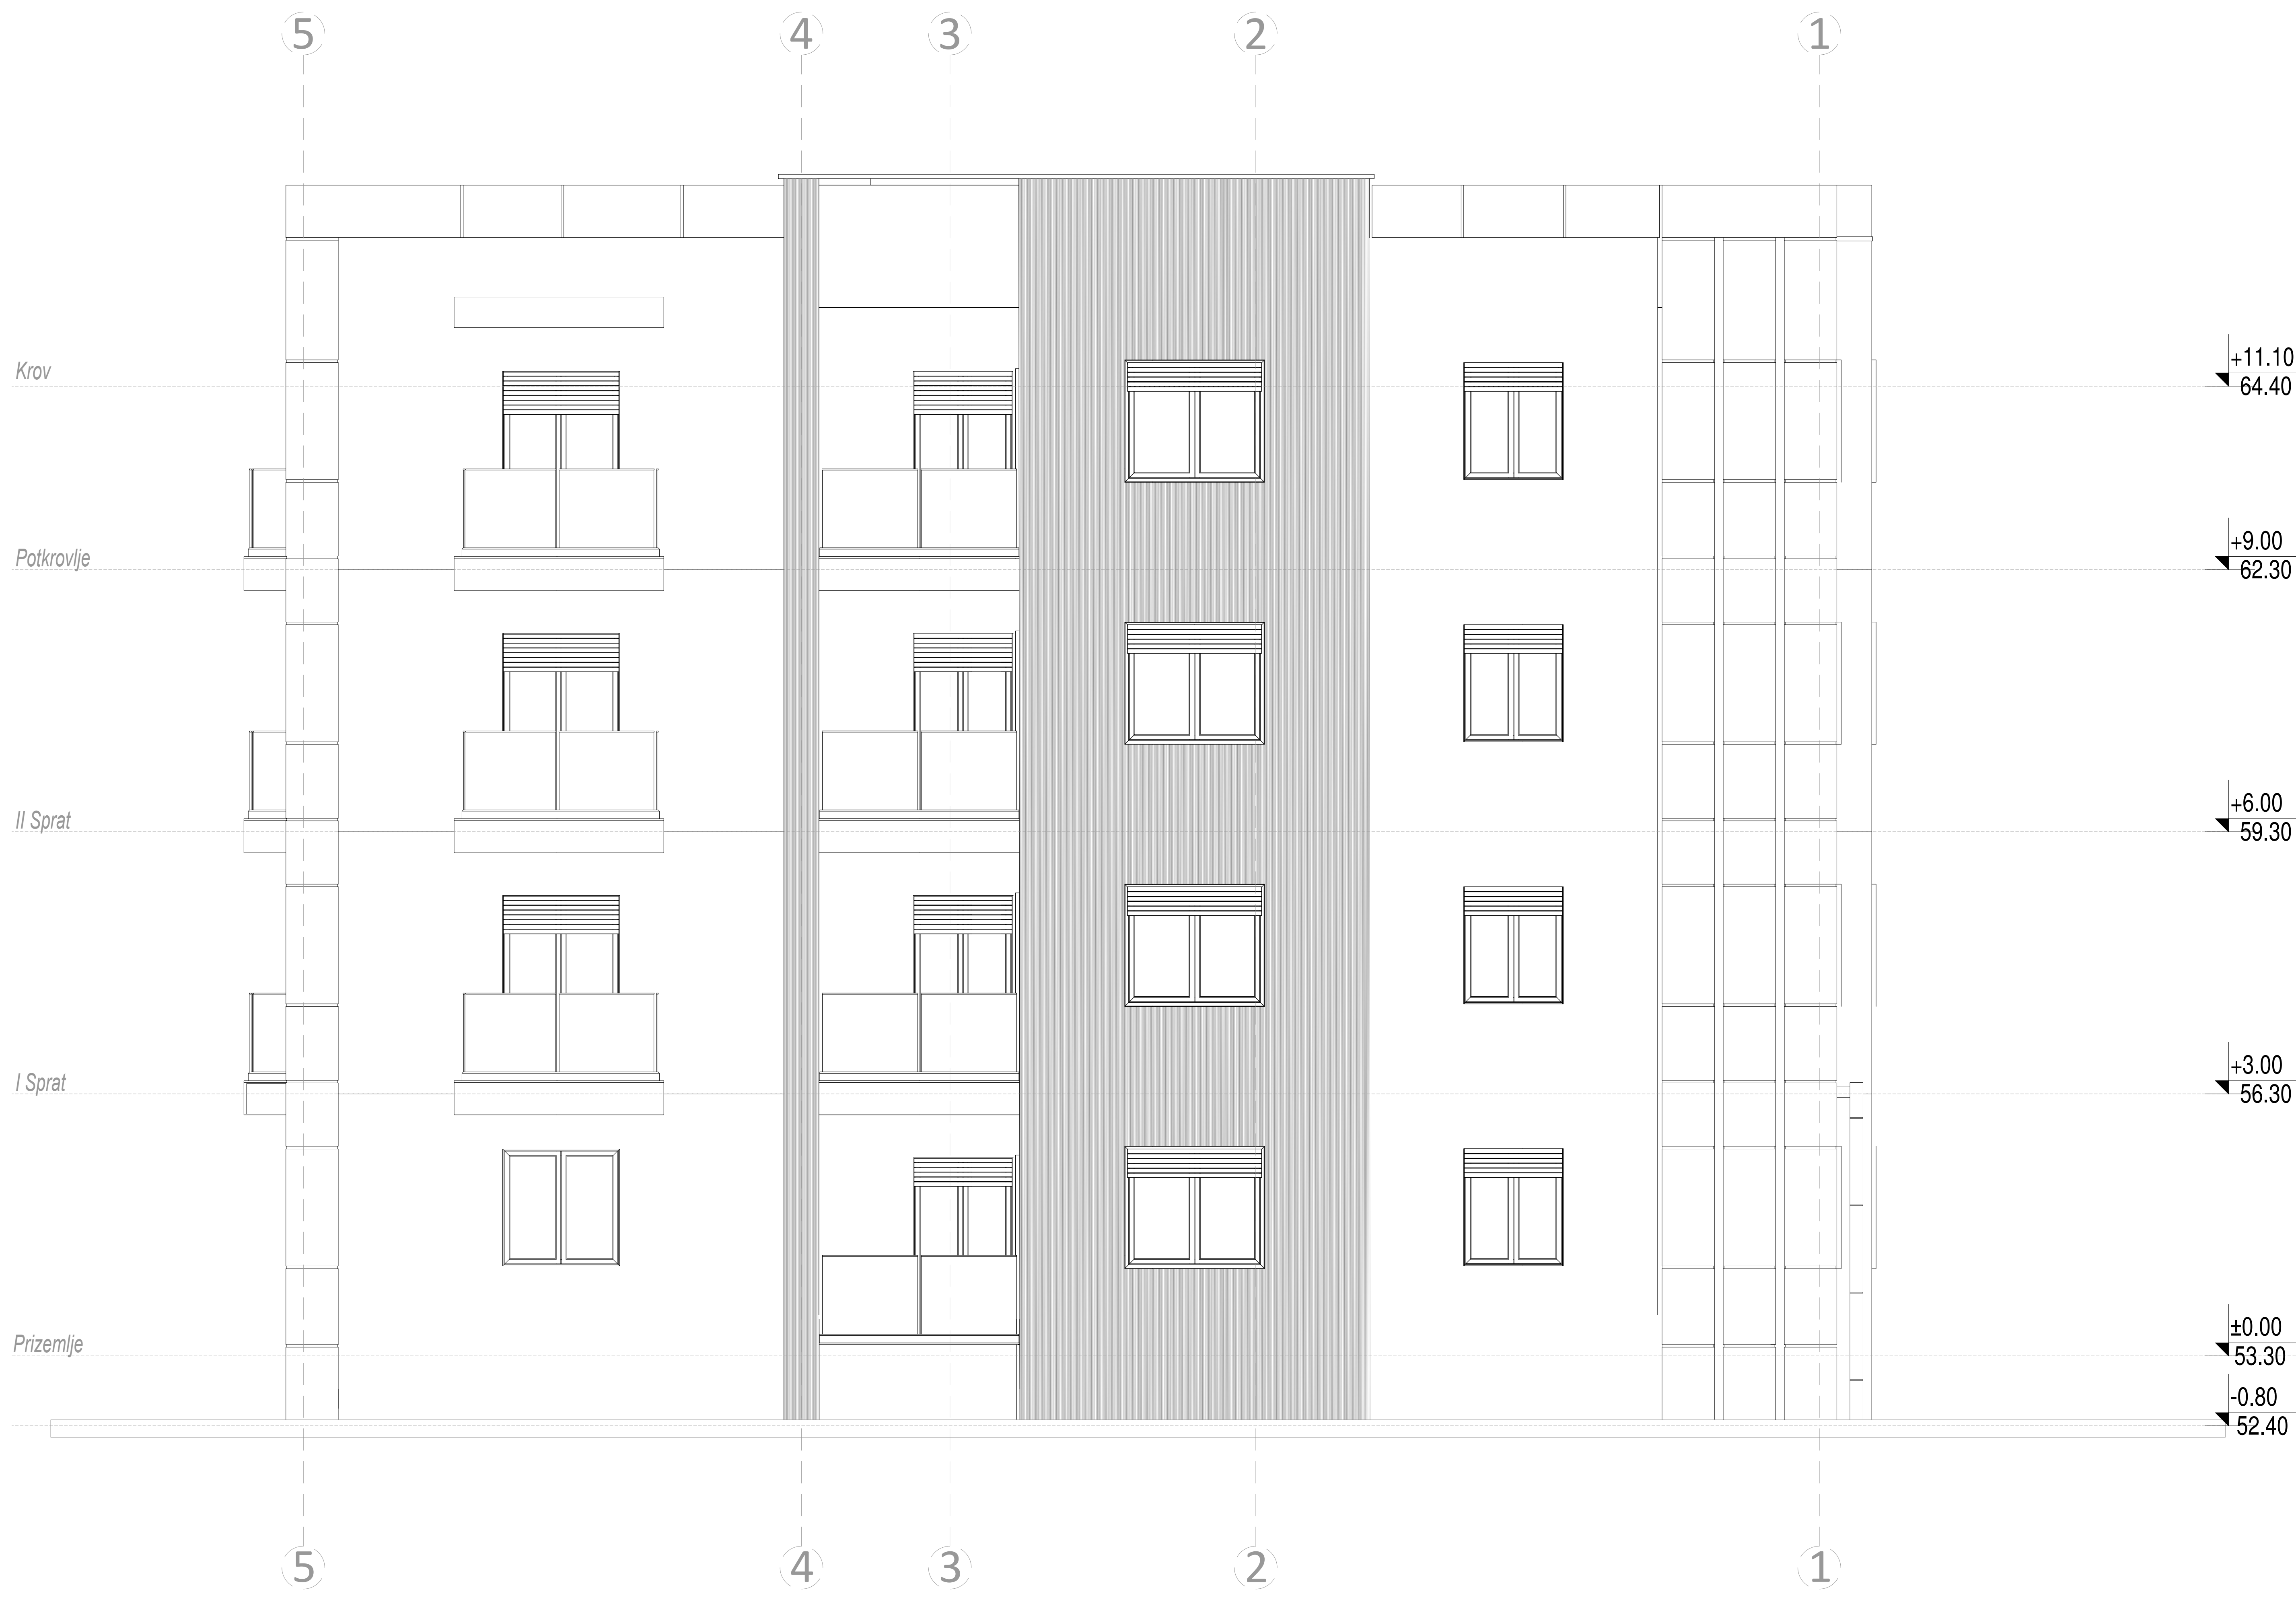 5 4 3 2 1
Krov
+11.10
64.40
Potkrovlje
+9.00
62.30
II Sprat
+6.00
59.30
I Sprat
+3.00
56.30
Prizemlje
±0.00
53.30
-0.80
52.40
5 4 3 2 1